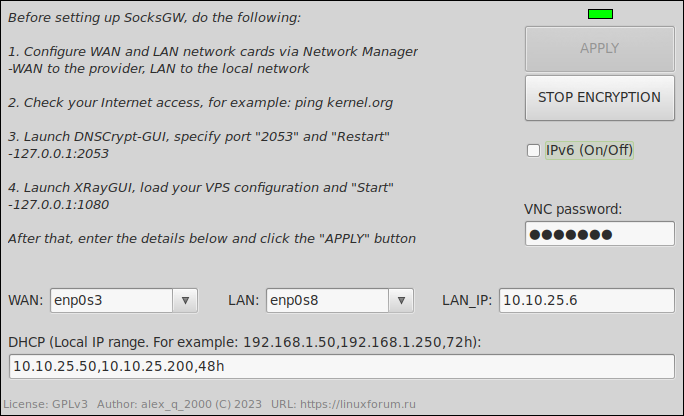 Before setting up SocksGW, do the following:
APPLY
1. Configure WAN and LAN network cards via Network Manager
-WAN to the provider, LAN to the local network
STOP ENCRYPTION
2. Check your Internet access, for example: ping kernel.org
3. Launch DNSCrypt-GUI, specify port "2053" and "Restart"
-127.0.0.1:2053
IPv6 (On/Off)
4. Launch XRayGUI, load your VPS configuration and "Start"
-127.0.0.1:1080
VNC password:
●●●●●●●
After that, enter the details below and click the "APPLY" button
WAN: enp0s3 LAN: enp0s8 LAN_IP: 10.10.25.6
DHCP (Local IP range. For example: 192.168.1.50,192.168.1.250,72h):
10.10.25.50,10.10.25.200,48h
License: GPLv3 Author: alex_q_2000 (C) 2023 URL: https://linuxforum.ru